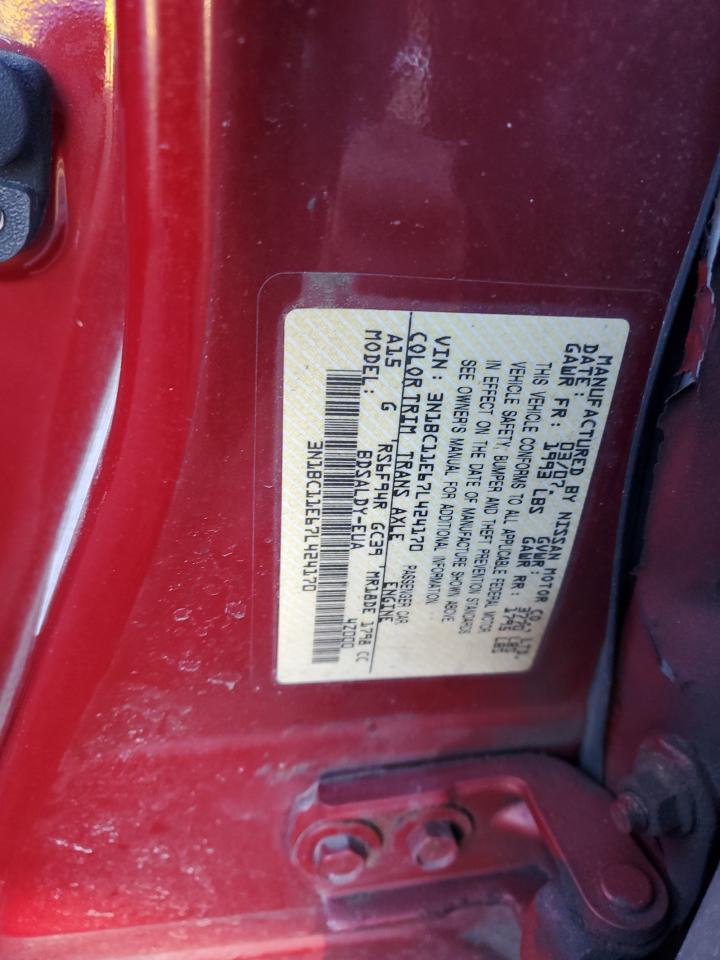 MANUFACTURED BY NISSAN MOTOR CO., LTD.
DATE: 03/07. GVWR: 3770 LBS
GAWR FR: 1993 LBS GAWR RR: 1795 LBS
THIS VEHICLE CONFORMS TO ALL APPLICABLE FEDERAL MOTOR
VEHICLE SAFETY, BUMPER AND THEFT PREVENTION STANDARDS
IN EFFECT ON THE DATE OF MANUFACTURE SHOWN ABOVE.
SEE OWNER'S MANUAL FOR ADDITIONAL INFORMATION.
VIN: 3N1BC11E67L424170 PASSENGER CAR
COLOR TRIM TRANS AXLE ENGINE
A15 G RS6F94R GC39 MR18DE 1798 CC
MODEL: BDSALDY-EUA 4Z000
3N1BC11E67L424170